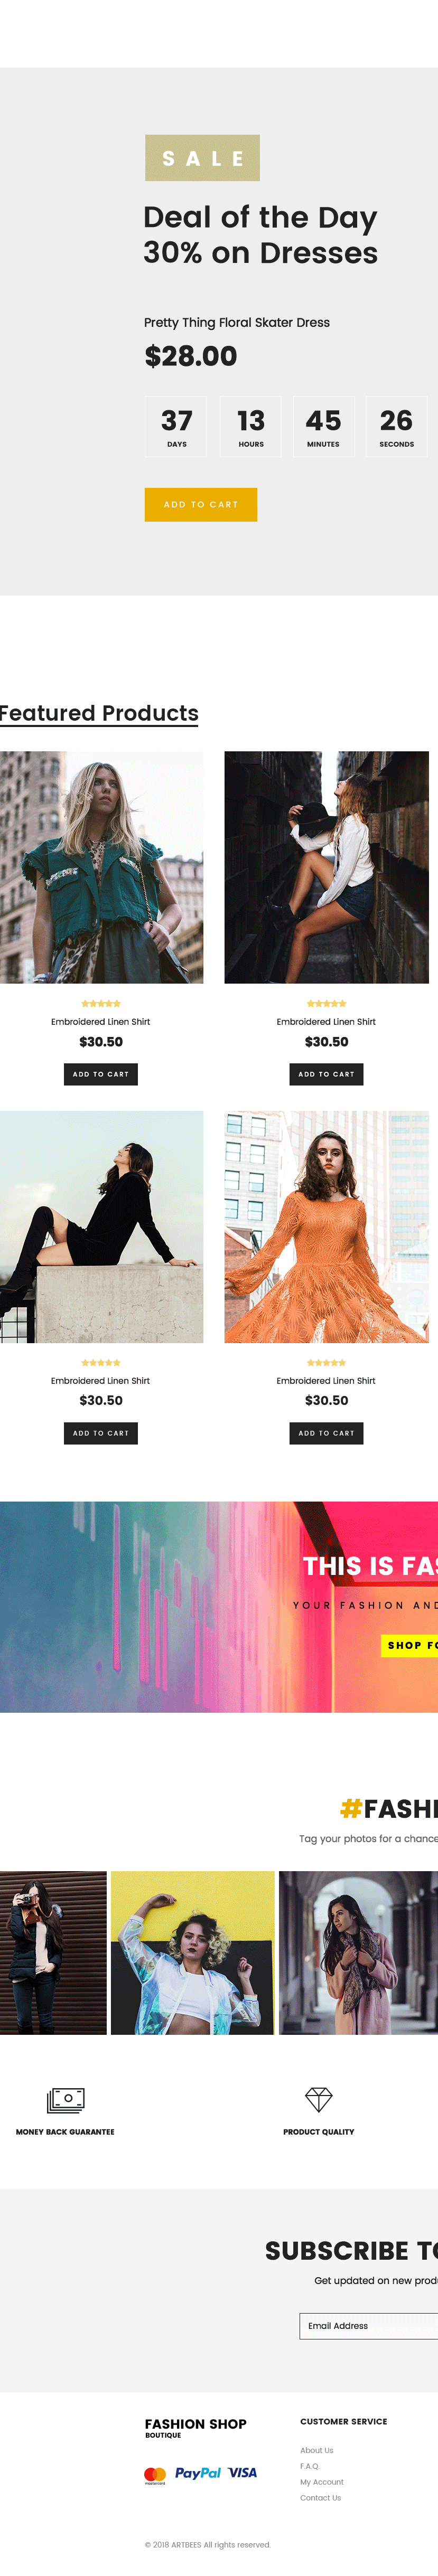 SALE
Deal of the Day
30% on Dresses
Pretty Thing Floral Skater Dress
$28.00
37 13 45 26
DAYS HOURS MINUTES SECONDS
ADD TO CART
Featured Products
Embroidered Linen Shirt
$30.50
ADD TO CART
Embroidered Linen Shirt
$30.50
ADD TO CART
Embroidered Linen Shirt
$30.50
ADD TO CART
Embroidered Linen Shirt
$30.50
ADD TO CART
THIS IS FAS
YOUR FASHION AND
SHOP FO
#FASHI
Tag your photos for a chance
MONEY BACK GUARANTEE
PRODUCT QUALITY
SUBSCRIBE TO
Get updated on new produ
Email Address
FASHION SHOP
BOUTIQUE
mastercard PayPal VISA
CUSTOMER SERVICE
About Us
F.A.Q.
My Account
Contact Us
© 2018 ARTBEES All rights reserved.